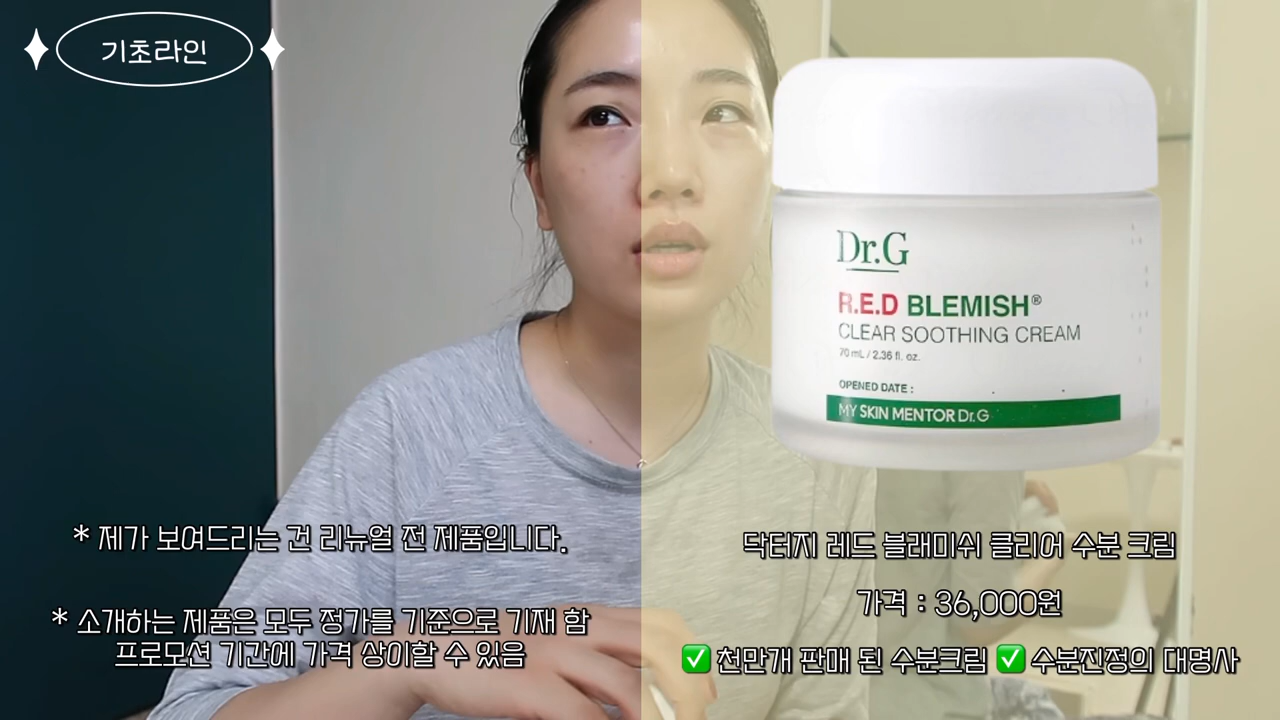 기초라인
* 제가 보여드리는 건 리뉴얼 전 제품입니다.
* 소개하는 제품은 모두 정가를 기준으로 기재 함
프로모션 기간에 가격 상이할 수 있음
Dr.G
R.E.D BLEMISH®
CLEAR SOOTHING CREAM
70 mL / 2.36 fl. oz.
OPENED DATE :
MY SKIN MENTOR Dr.G
닥터지 레드 블래미쉬 클리어 수분 크림
가격 : 36,000원
✅ 천만개 판매 된 수분크림 ✅ 수분진정의 대명사